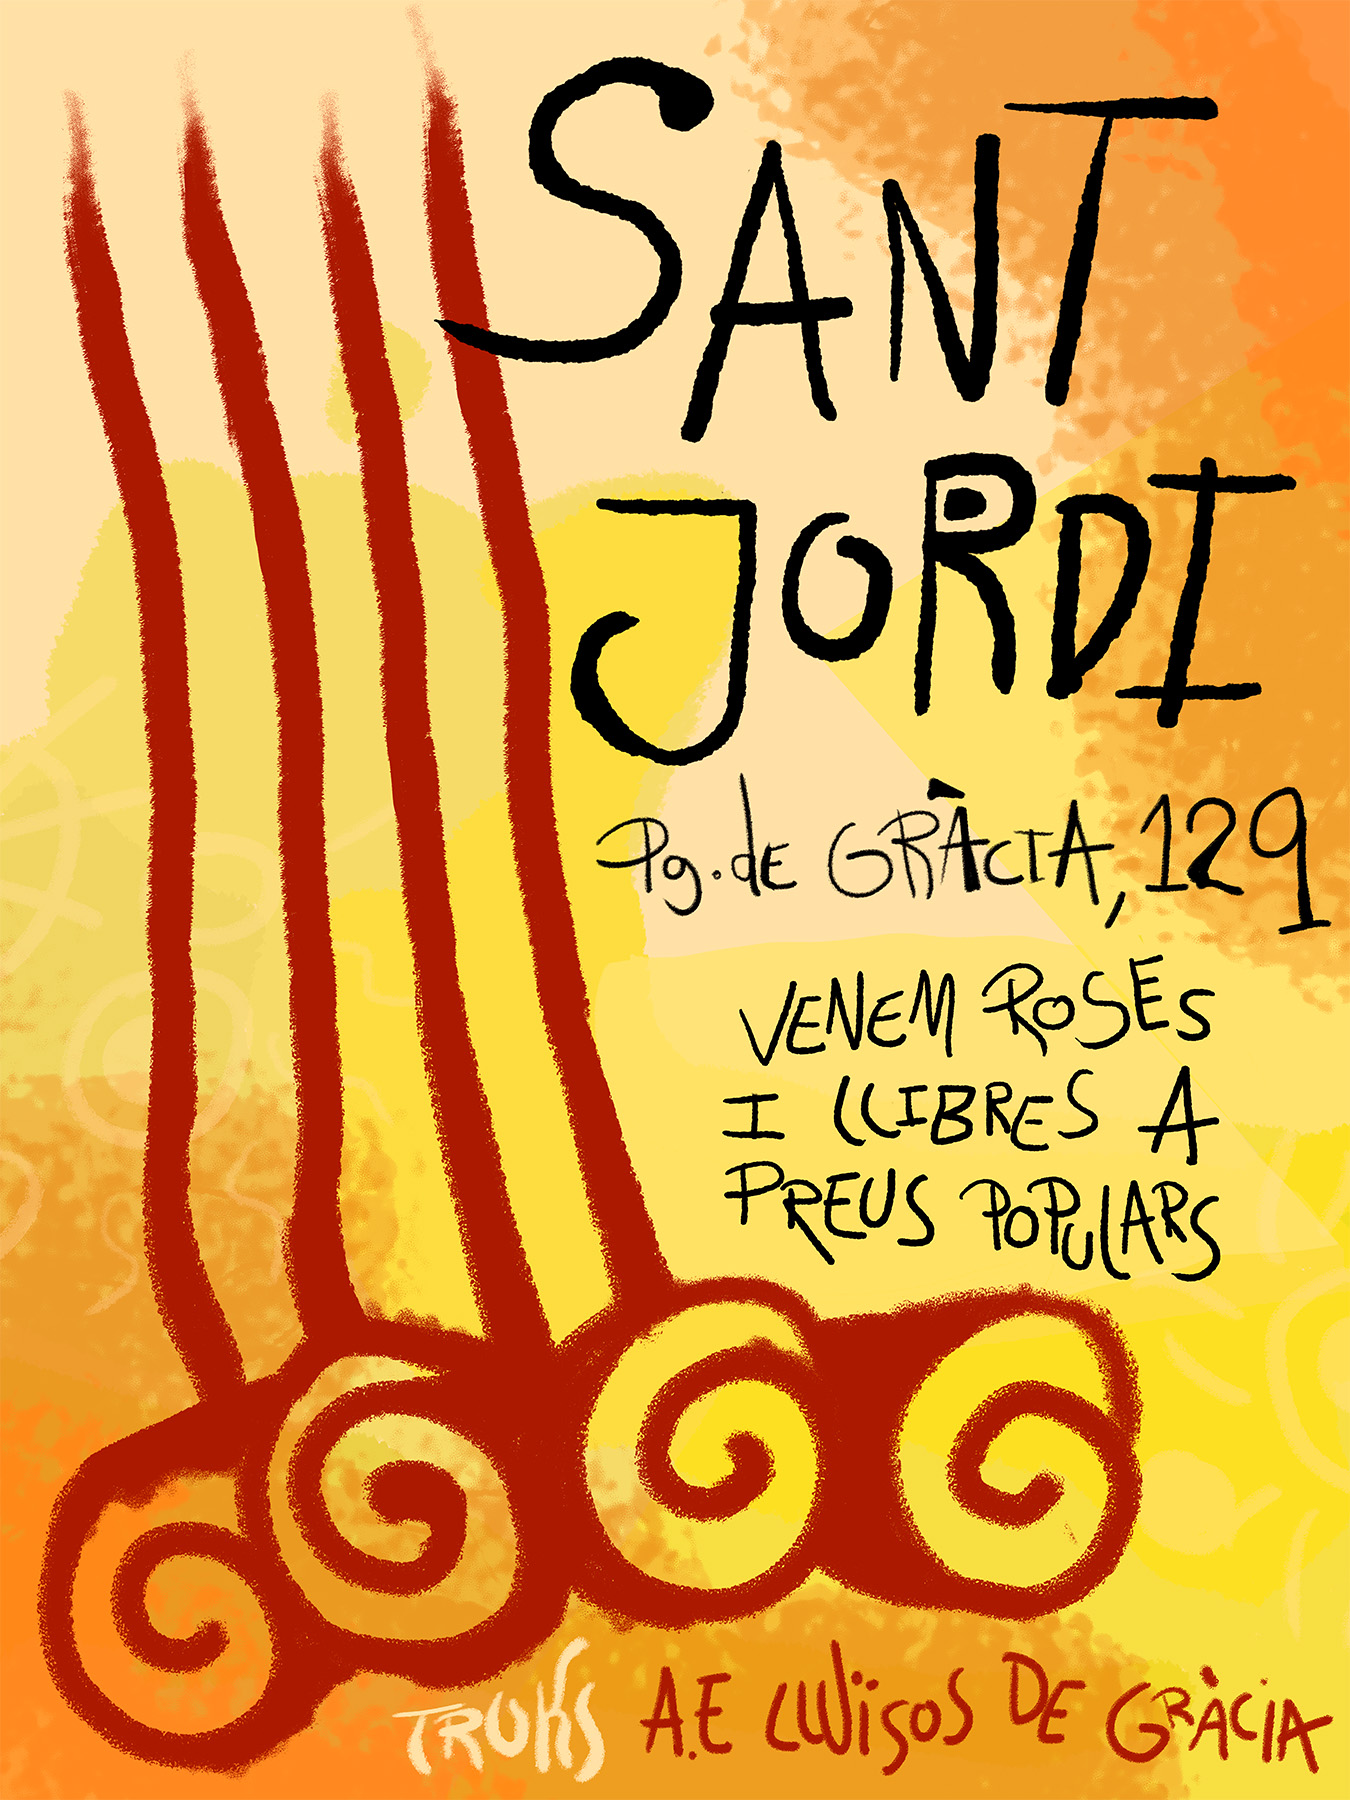 SANT
JORDI
Pg. de GRÀCIA, 129
VENEM ROSES
I LLIBRES A
PREUS POPULARS
TRUKS A.E LLUÏSOS DE GRÀCIA